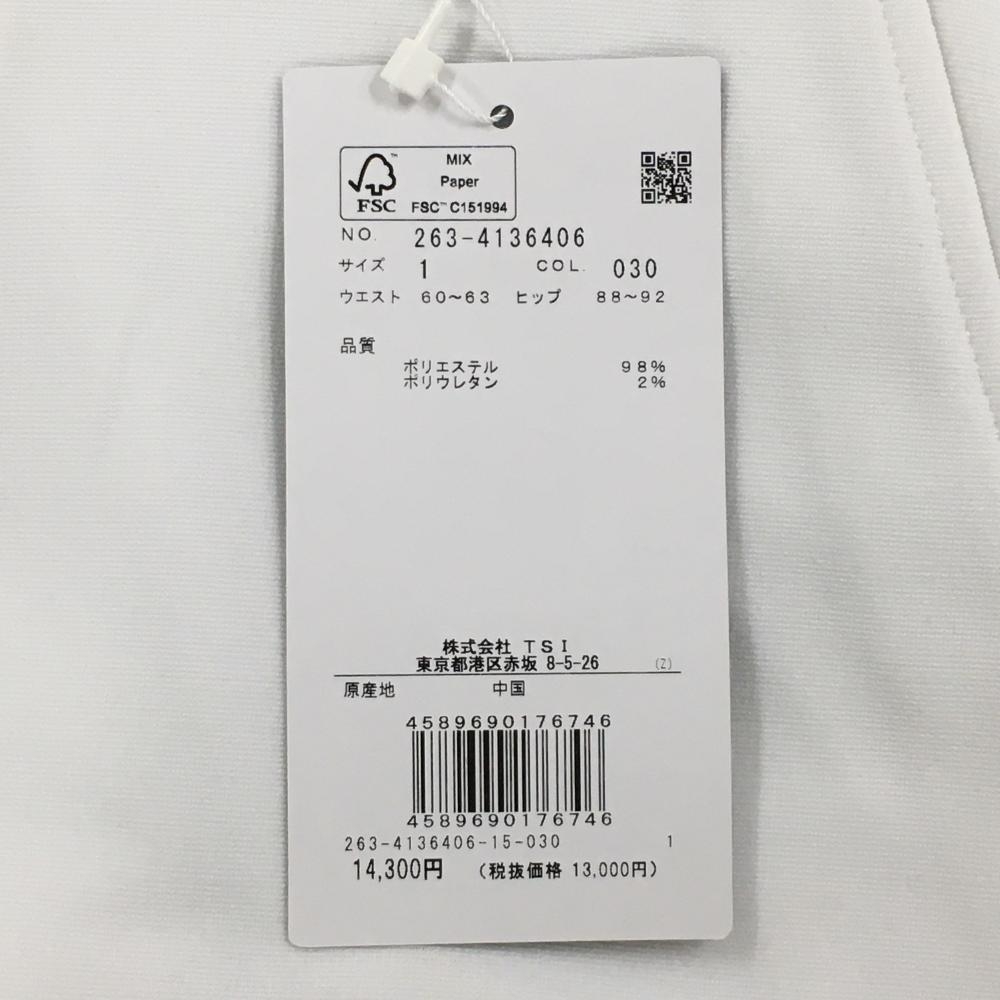 MIX
Paper
FSC™ FSC™ C151994
NO. 263-4136406
サイズ 1 COL. 030
ウエスト 60~63 ヒップ 88~92
品質
ポリエステル 98%
ポリウレタン 2%
株式会社 TSI
東京都港区赤坂 8-5-26 (Z)
原産地 中国
4589690176746
4589690176746
263-4136406-15-030 1
14,300円 (税抜価格 13,000円)